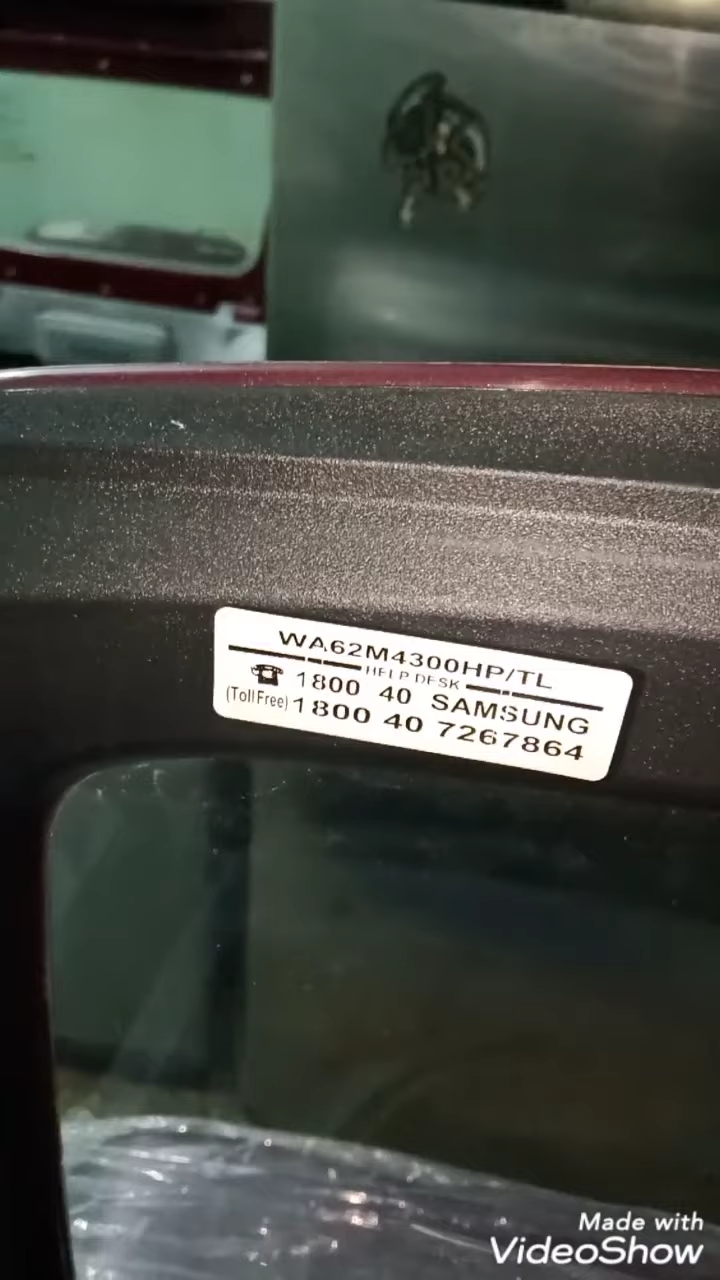 WA62M4300HP/TL
HELP DESK
1800 40 SAMSUNG
(Toll Free) 1800 40 7267864
Made with
VideoShow